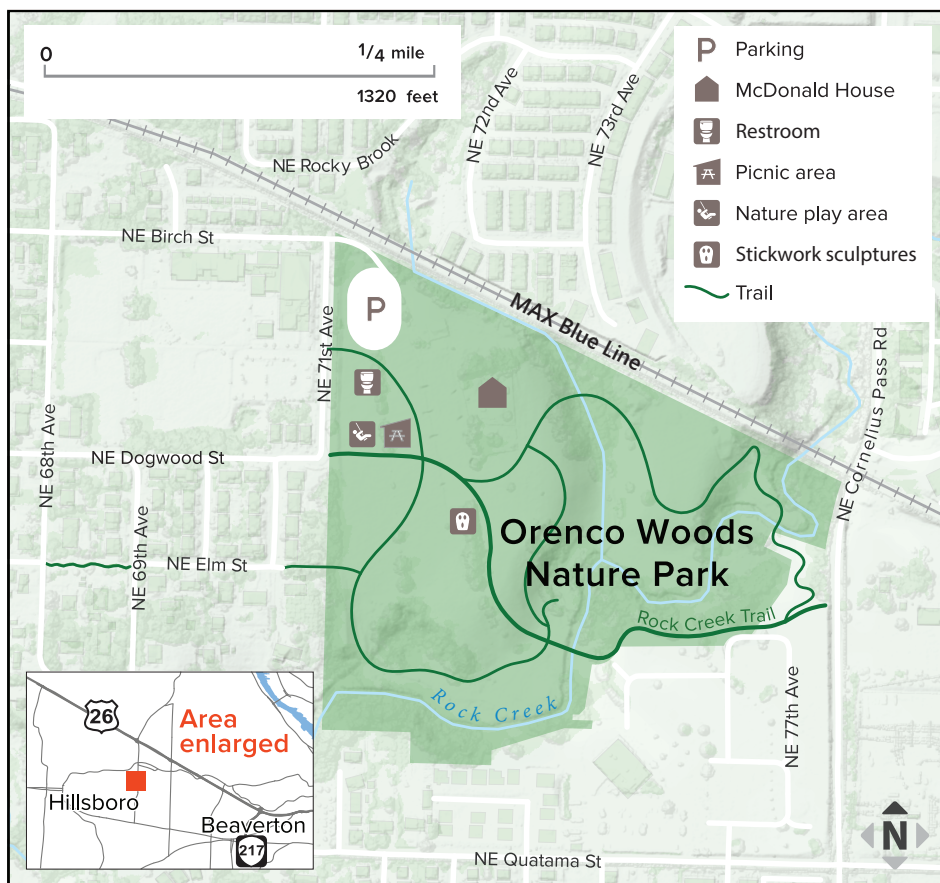 0
1/4 mile
1320 feet
P Parking
McDonald House
Restroom
Picnic area
Nature play area
Stickwork sculptures
Trail
NE 72nd Ave
NE 73rd Ave
NE Rocky Brook
NE Birch St
MAX Blue Line
P
NE 71st Ave
NE Cornelius Pass Rd
NE 68th Ave
NE Dogwood St
NE 69th Ave
NE Elm St
Orenco Woods
Nature Park
Rock Creek Trail
Rock Creek
NE 77th Ave
26
Area
enlarged
Hillsboro
Beaverton
217
NE Quatama St
N